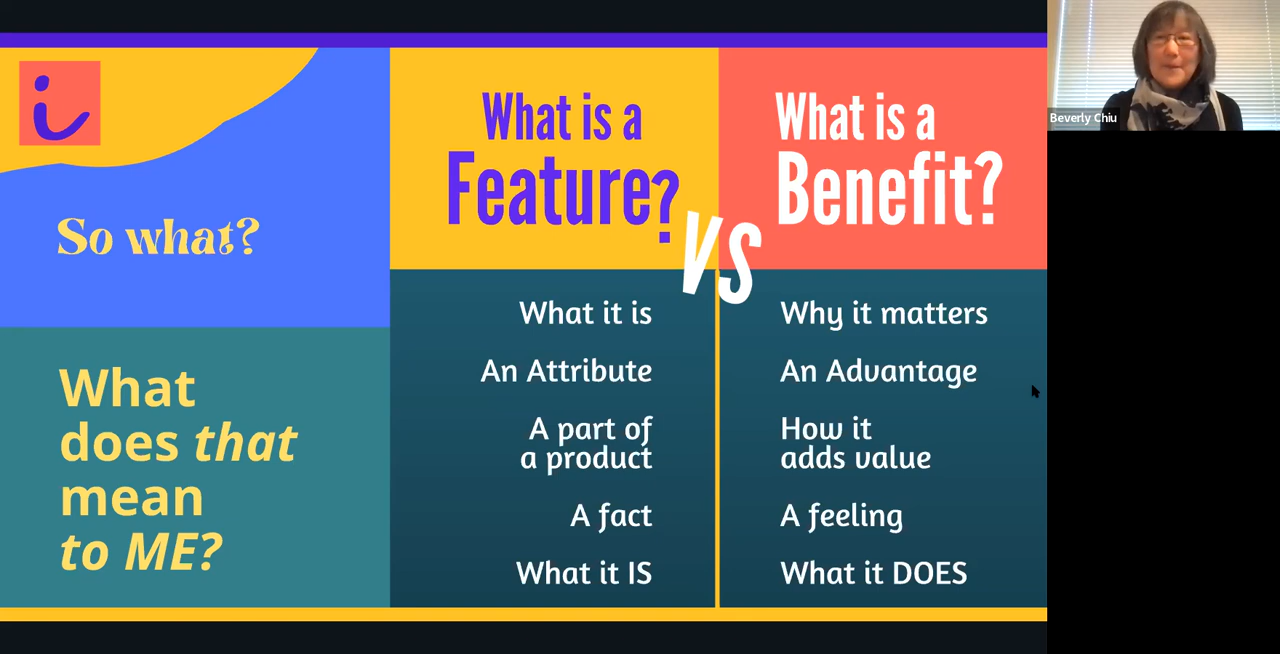 So what?
What
does that
mean
to ME?
What is a
Feature?
VS
What is a
Benefit?
What it is
Why it matters
An Attribute
An Advantage
A part of
a product
How it
adds value
A fact
A feeling
What it IS
What it DOES
Beverly Chiu